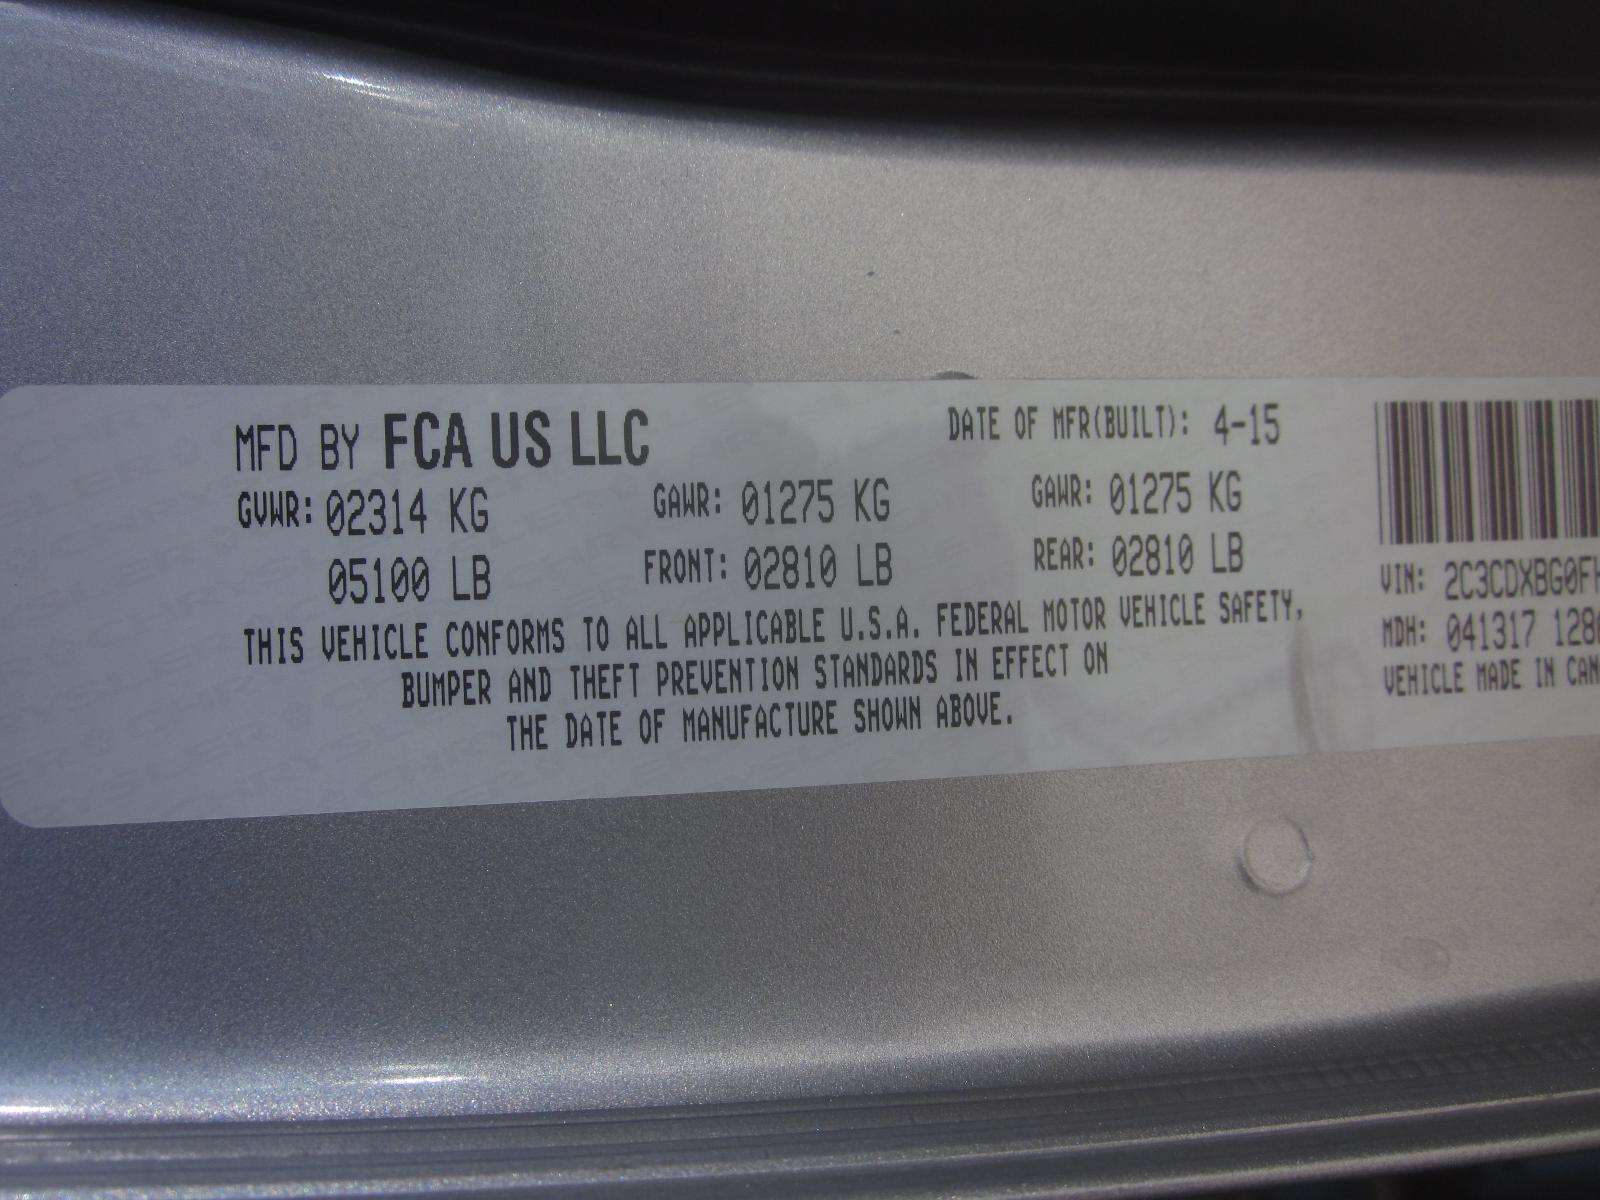 MFD BY FCA US LLC DATE OF MFR(BUILT): 4-15
GVWR: 02314 KG GAWR: 01275 KG GAWR: 01275 KG
05100 LB FRONT: 02810 LB REAR: 02810 LB
THIS VEHICLE CONFORMS TO ALL APPLICABLE U.S.A. FEDERAL MOTOR VEHICLE SAFETY,
BUMPER AND THEFT PREVENTION STANDARDS IN EFFECT ON
THE DATE OF MANUFACTURE SHOWN ABOVE.
VIN: 2C3CDXBG0F
MDH: 041317 128
VEHICLE MADE IN CAN